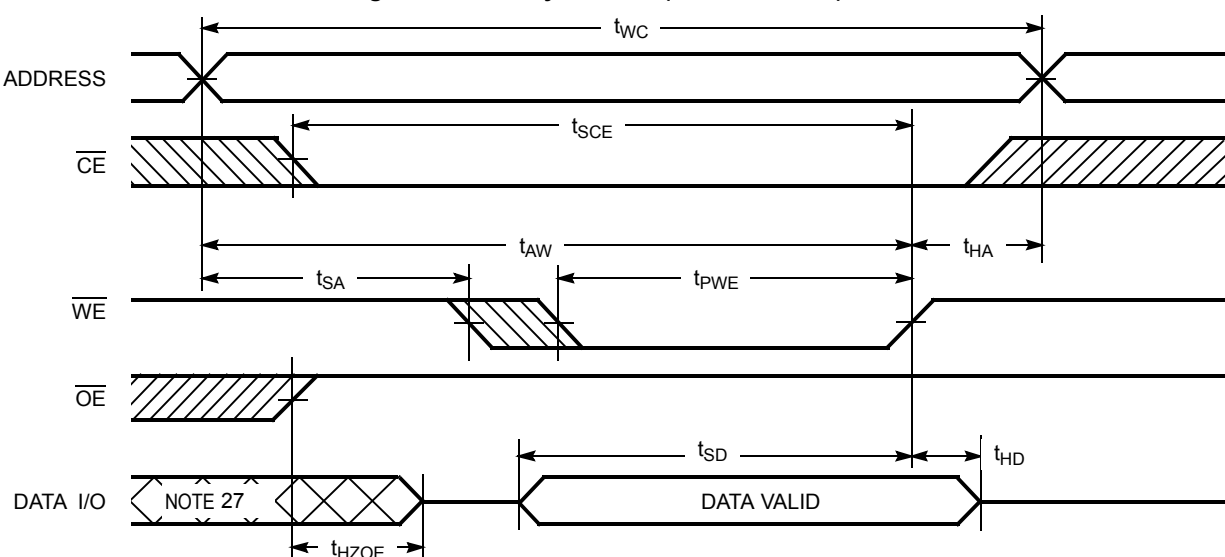 tWC
ADDRESS
tSCE
CE
tAW
tHA
tSA
tPWE
WE
OE
tSD
tHD
DATA I/O
NOTE 27
DATA VALID
tHZOE